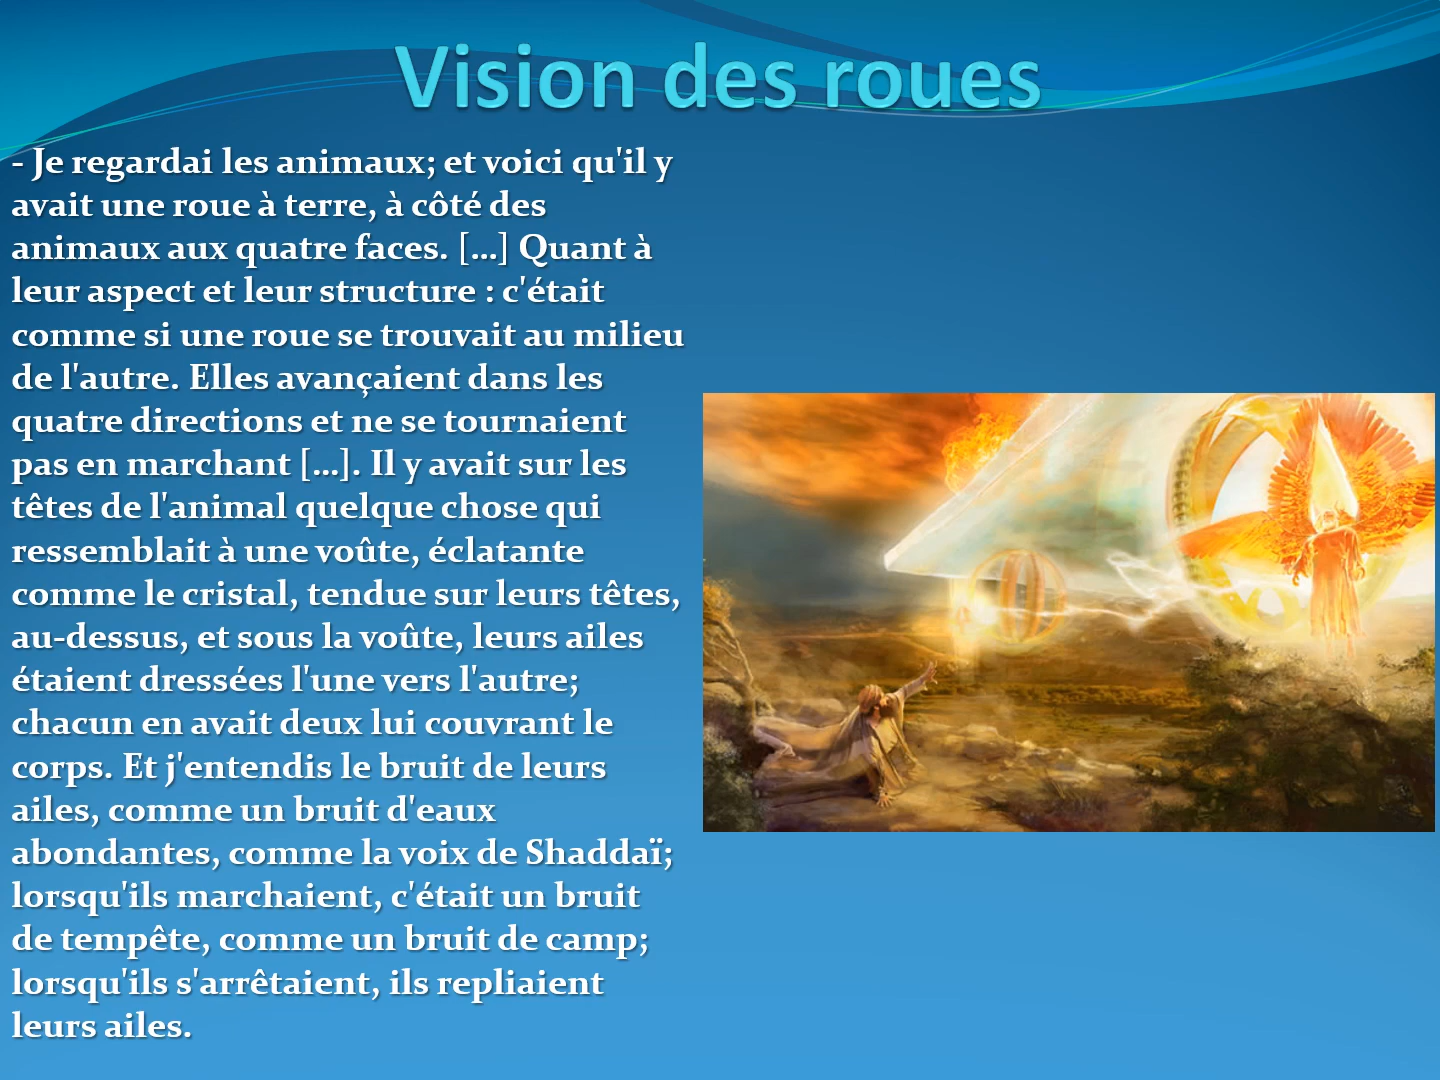 Vision des roues
- Je regardai les animaux; et voici qu'il y
avait une roue à terre, à côté des
animaux aux quatre faces. [...] Quant à
leur aspect et leur structure : c'était
comme si une roue se trouvait au milieu
de l'autre. Elles avançaient dans les
quatre directions et ne se tournaient
pas en marchant [...]. Il y avait sur les
têtes de l'animal quelque chose qui
ressemblait à une voûte, éclatante
comme le cristal, tendue sur leurs têtes,
au-dessus, et sous la voûte, leurs ailes
étaient dressées l'une vers l'autre;
chacun en avait deux lui couvrant le
corps. Et j'entendis le bruit de leurs
ailes, comme un bruit d'eaux
abondantes, comme la voix de Shaddaï;
lorsqu'ils marchaient, c'était un bruit
de tempête, comme un bruit de camp;
lorsqu'ils s'arrêtaient, ils repliaient
leurs ailes.